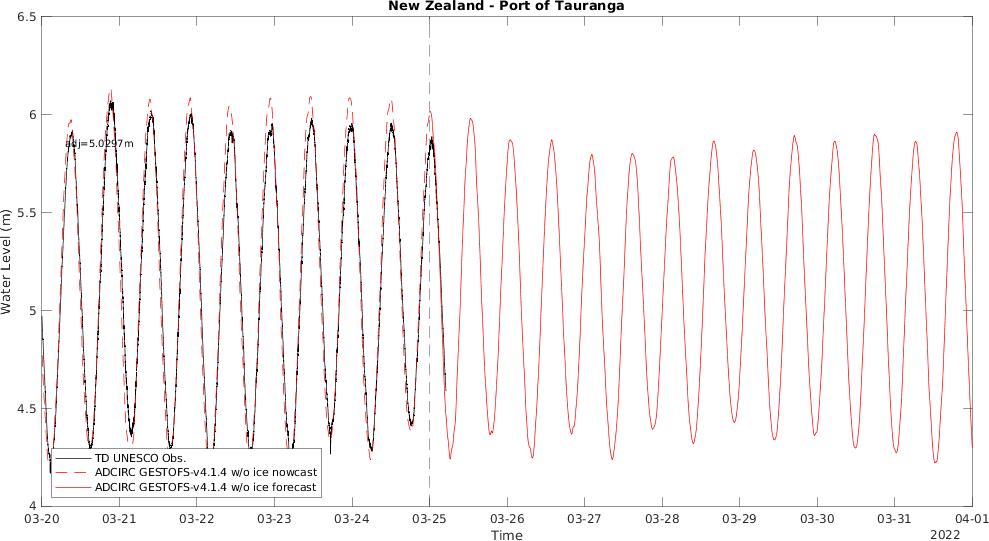 New Zealand - Port of Tauranga
6.5
6
5.5
5
4.5
4
Water Level (m)
adj=5.0297m
TD UNESCO Obs.
ADCIRC GESTOFS-v4.1.4 w/o ice nowcast
ADCIRC GESTOFS-v4.1.4 w/o ice forecast
03-20 03-21 03-22 03-23 03-24 03-25 03-26 03-27 03-28 03-29 03-30 03-31 04-01
Time
2022